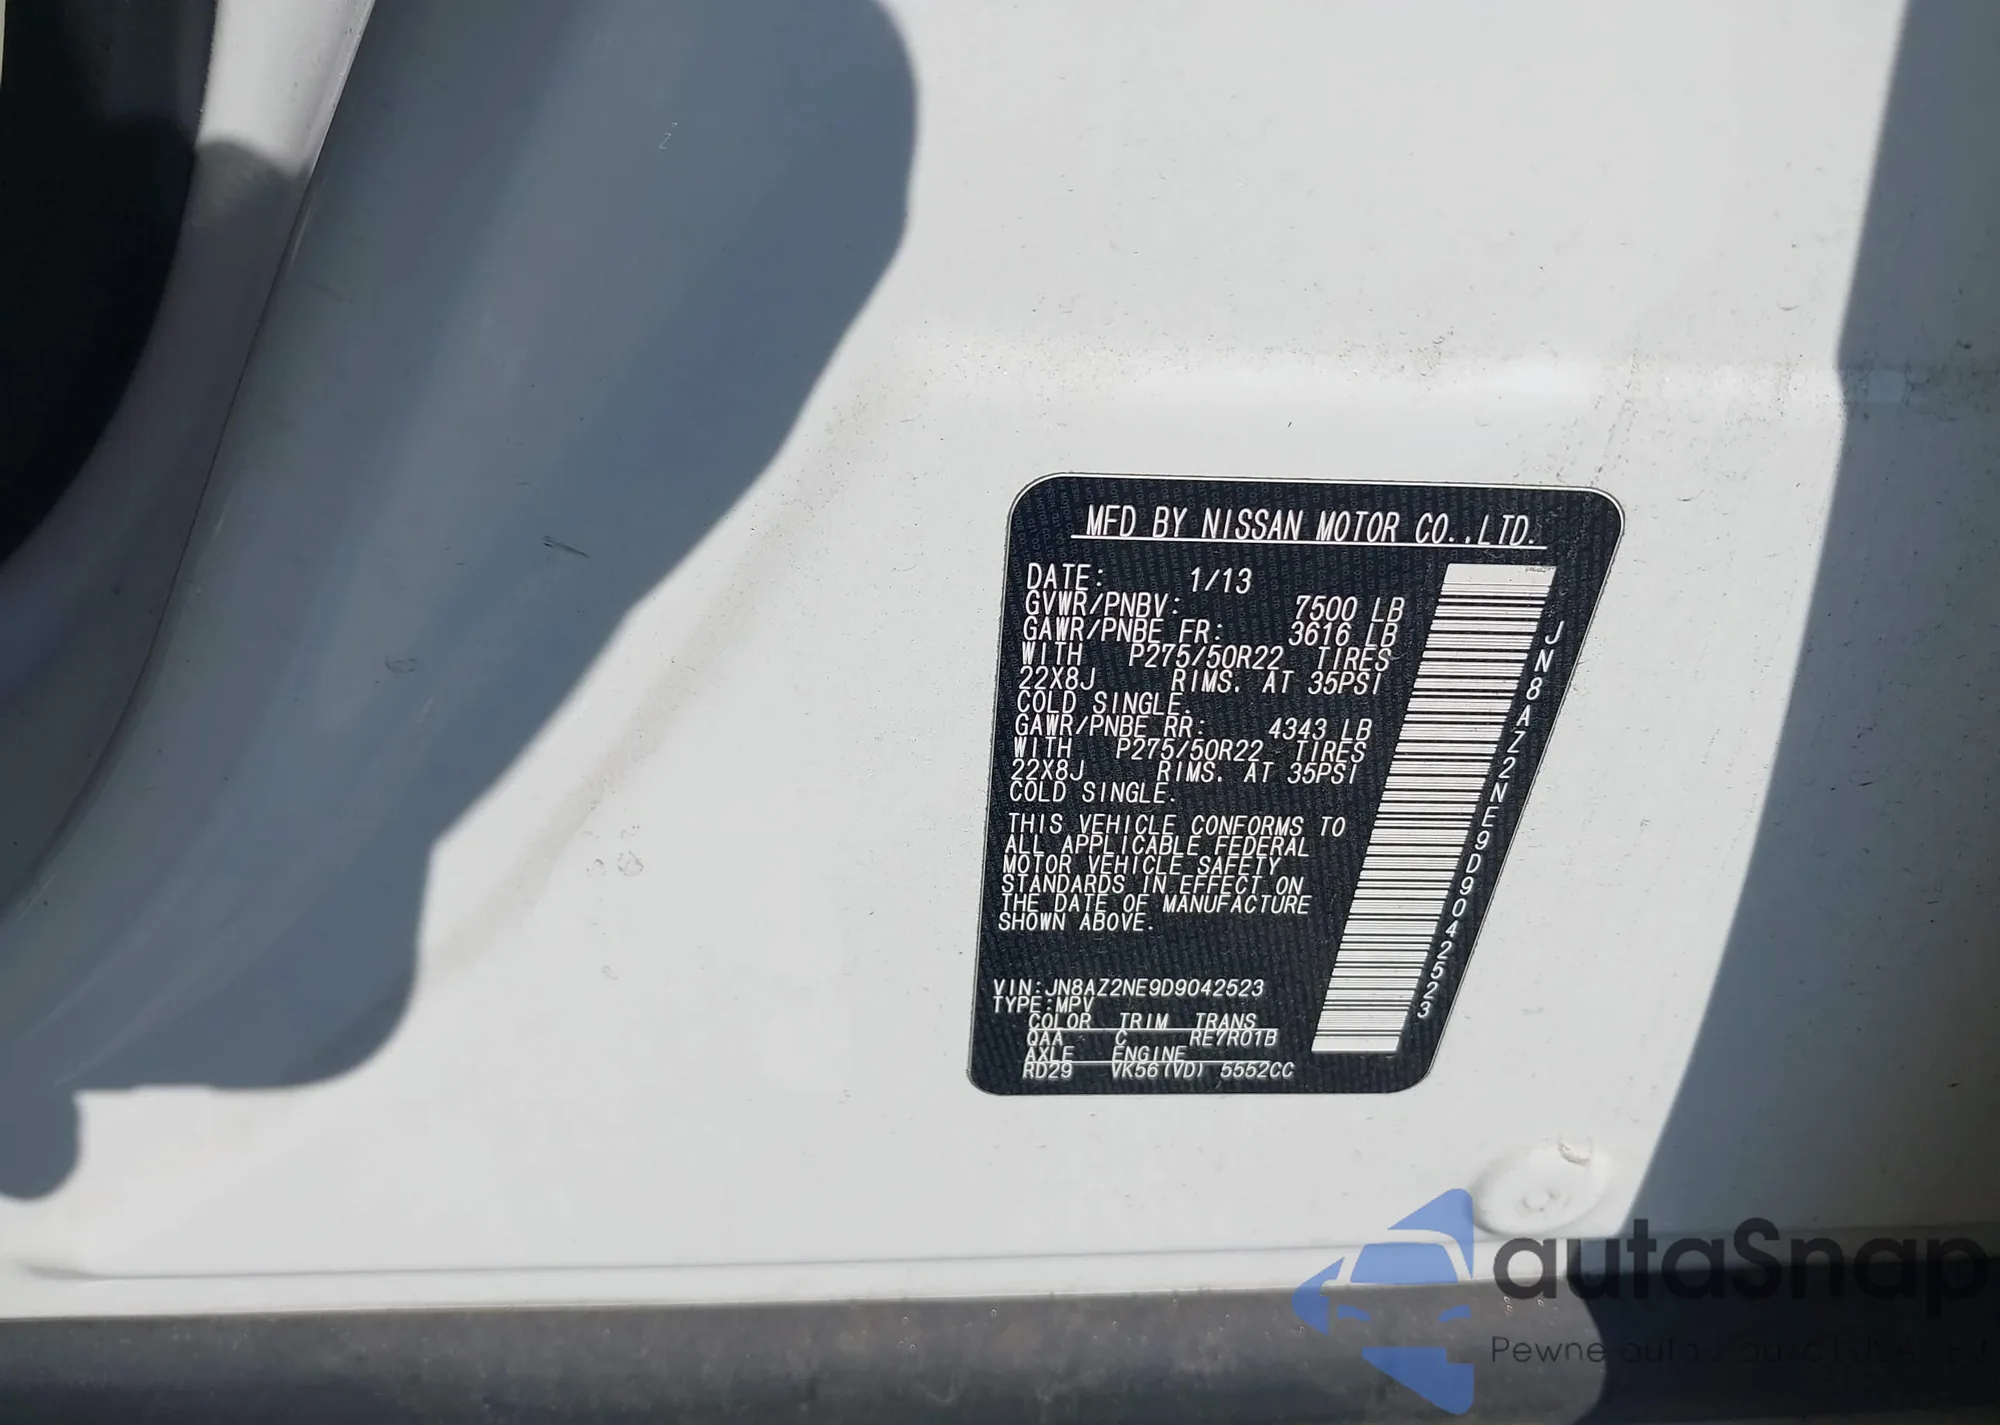 MFD BY NISSAN MOTOR CO.,LTD.
DATE: 1/13
GVWR/PNBV: 7500 LB
GAWR/PNBE FR: 3616 LB
WITH P275/50R22 TIRES
22X8J RIMS. AT 35PSI
COLD SINGLE.
GAWR/PNBE RR: 4343 LB
WITH P275/50R22 TIRES
22X8J RIMS. AT 35PSI
COLD SINGLE.
THIS VEHICLE CONFORMS TO
ALL APPLICABLE FEDERAL
MOTOR VEHICLE SAFETY
STANDARDS IN EFFECT ON
THE DATE OF MANUFACTURE
SHOWN ABOVE.
VIN:JN8AZ2NE9D9042523
TYPE:MPV
COLOR TRIM TRANS
QAA C RE7R01B
AXLE ENGINE
RD29 VK56(VD) 5552CC
JN8AZ2NE9D9042523
autaSnap
Pewne auta z